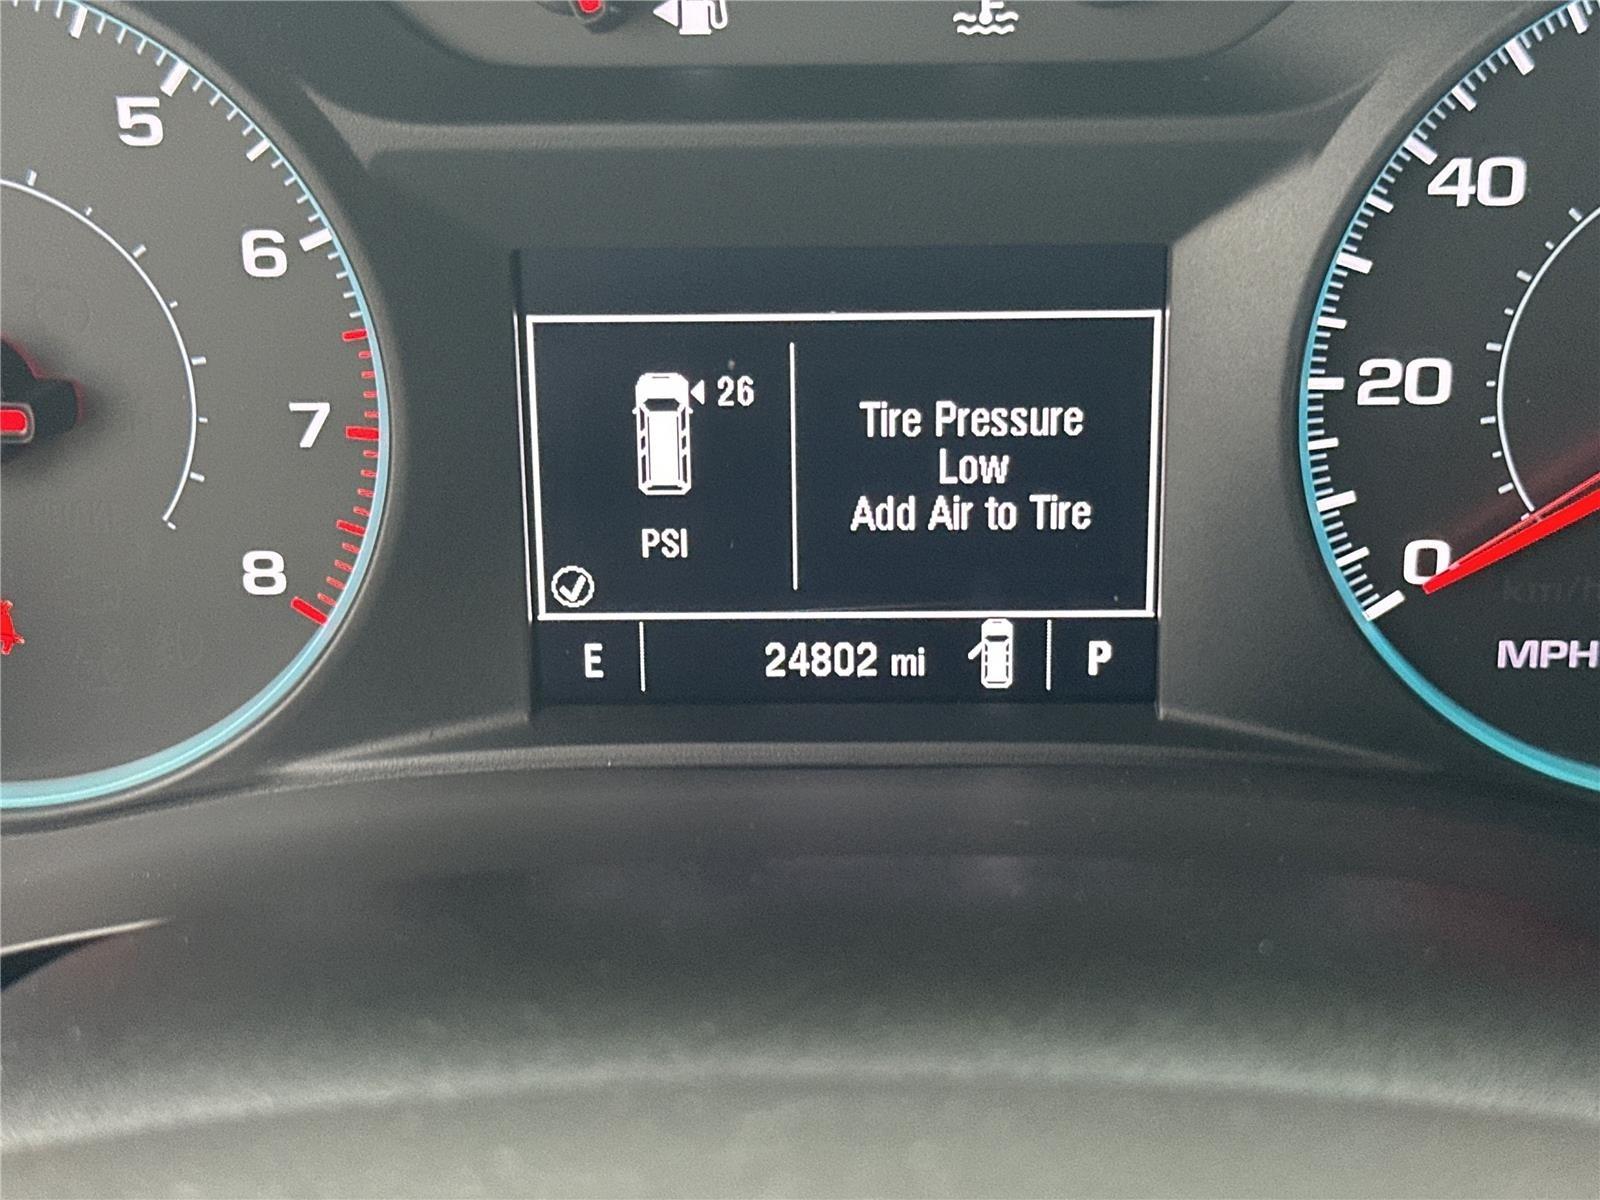 5
6
7
8
26
PSI
Tire Pressure
Low
Add Air to Tire
E
24802 mi
P
40
20
0
km/h
MPH